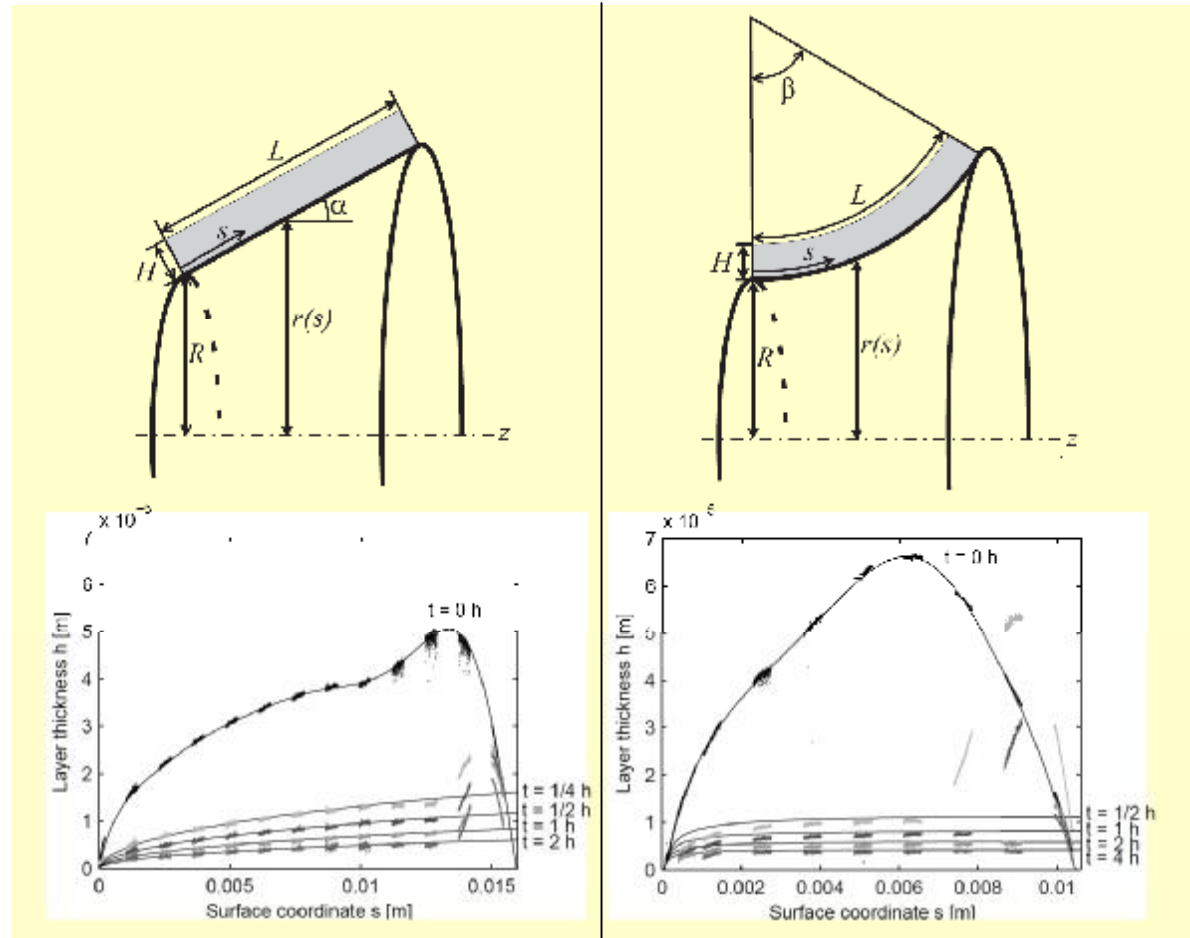 L
α
s
H
r(s)
R
z
x 10
7
6
5
4
3
2
1
0
Layer thickness h [m]
t = 0 h
t = 1/4 h
t = 1/2 h
t = 1 h
t = 2 h
0
0.005
0.01
0.015
Surface coordinate s [m]
β
L
H
s
R
r(s)
z
x 10
7
6
5
4
3
2
1
0
Layer thickness h [m]
t = 0 h
t = 1/2 h
t = 1 h
t = 2 h
t = 4 h
0
0.002
0.004
0.006
0.008
0.01
Surface coordinate s [m]